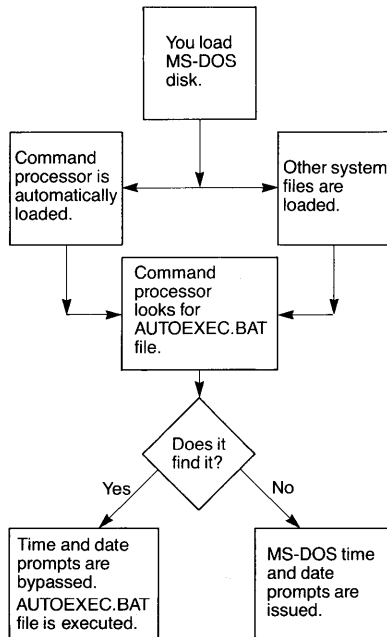 You load
MS-DOS
disk.
Command
processor is
automatically
loaded.
Other system
files are
loaded.
Command
processor
looks for
AUTOEXEC.BAT
file.
Does it
find it?
Yes
No
Time and date
prompts are
bypassed.
AUTOEXEC.BAT
file is executed.
MS-DOS time
and date
prompts are
issued.